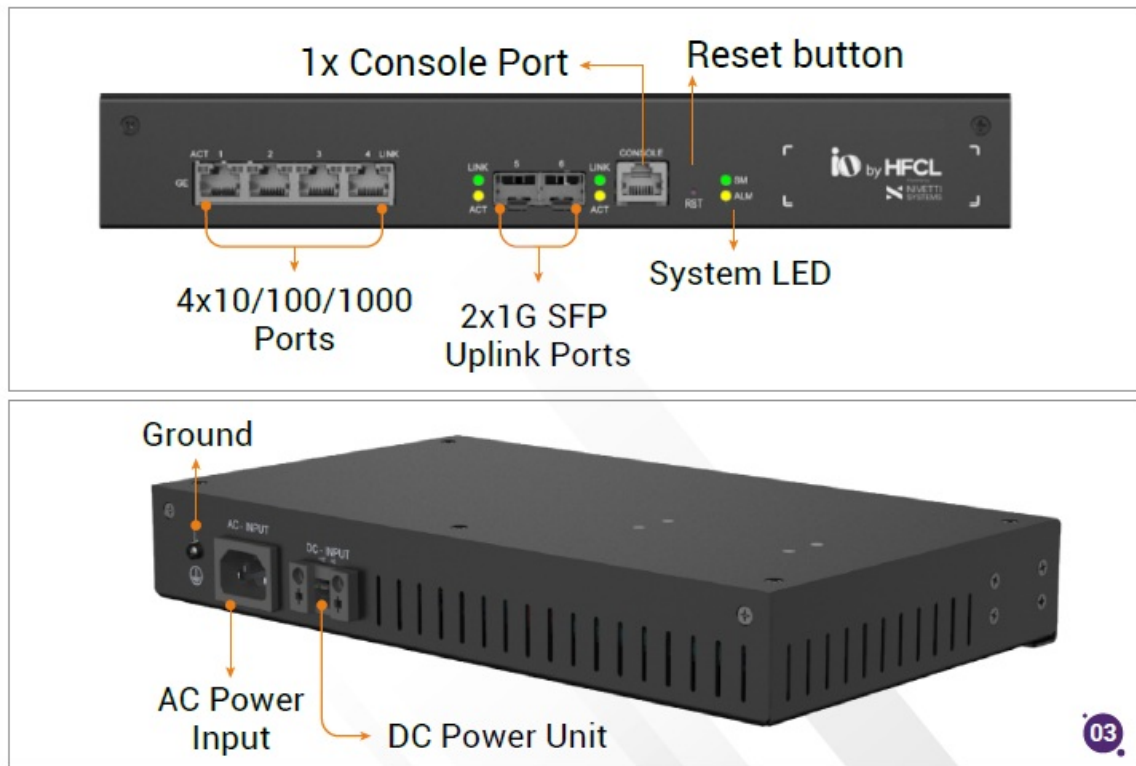 1x Console Port
Reset button
ACT 1 2 3 4 LINK
GE
LINK
ACT
5 6
LINK
ACT
CONSOLE
RST
SM
ALM
io by HFCL
NIVETTI
SYSTEMS
4x10/100/1000
Ports
2x1G SFP
Uplink Ports
System LED
Ground
AC - INPUT
DC - INPUT
AC Power
Input
DC Power Unit
03